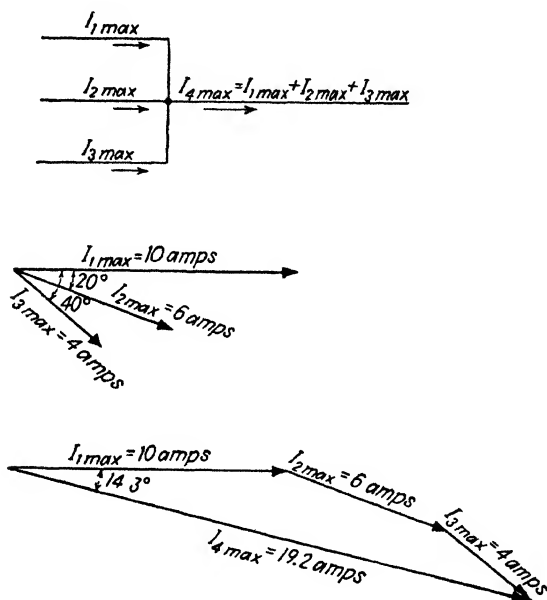 I1 max
I2 max
I4 max=I1 max+I2 max+I3 max
I3 max
I1 max=10 amps
20°
40°
I2 max=6 amps
I3 max=4 amps
I1 max=10 amps
14 3°
I2 max=6 amps
I3 max=4 amps
I4 max=19.2 amps